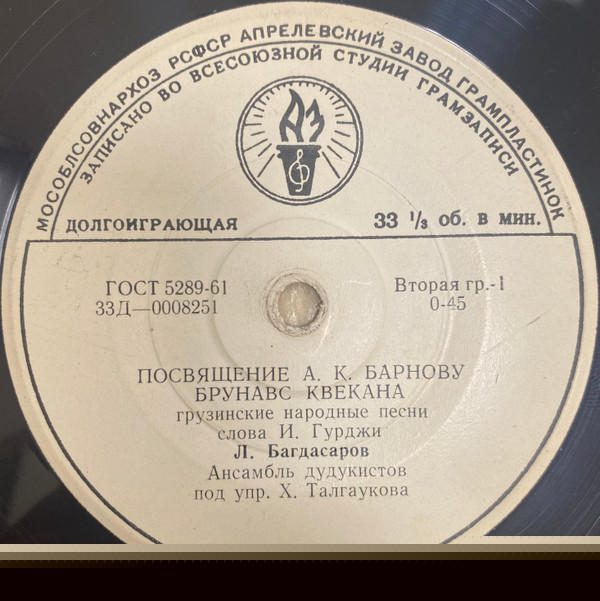 МОСОБЛСОВНАРХОЗ РСФСР АПРЕЛЕВСКИЙ ЗАВОД ГРАМПЛАСТИНОК
ЗАПИСАНО ВО ВСЕСОЮЗНОЙ СТУДИИ ГРАМЗАПИСИ
АЗ
ДОЛГОИГРАЮЩАЯ 33 ⅓ об. в мин.
ГОСТ 5289-61 Вторая гр.-1
33Д—0008251 0-45
ПОСВЯЩЕНИЕ А. К. БАРНОВУ
БРУНАВС КВЕКАНА
грузинские народные песни
слова И. Гурджи
Л. Багдасаров
Ансамбль дудукистов
под упр. Х. Талгаукова